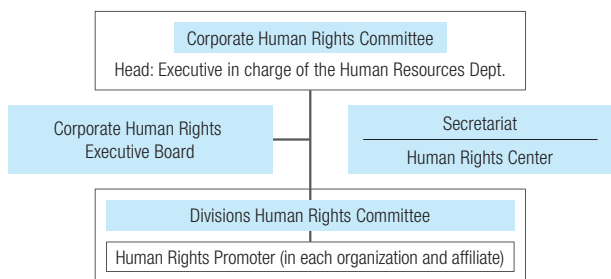 Corporate Human Rights Committee
Head: Executive in charge of the Human Resources Dept.
Corporate Human Rights
Executive Board
Secretariat
Human Rights Center
Divisions Human Rights Committee
Human Rights Promoter (in each organization and affiliate)